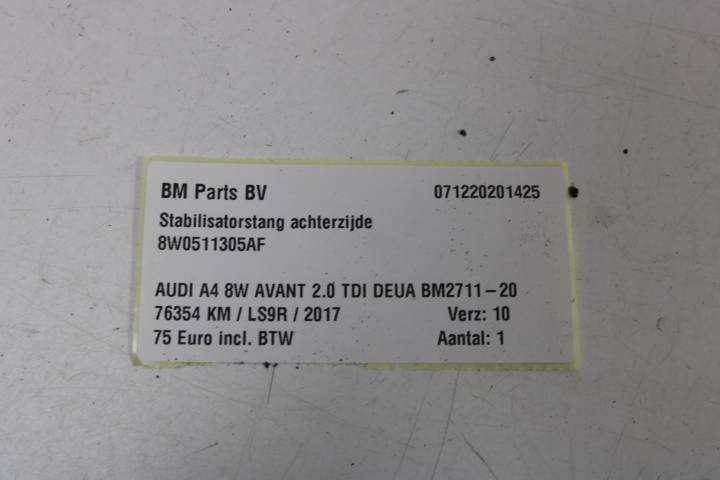 BM Parts BV 071220201425
Stabilisatorstang achterzijde
8W0511305AF
AUDI A4 8W AVANT 2.0 TDI DEUA BM2711-20
76354 KM / LS9R / 2017 Verz: 10
75 Euro incl. BTW Aantal: 1